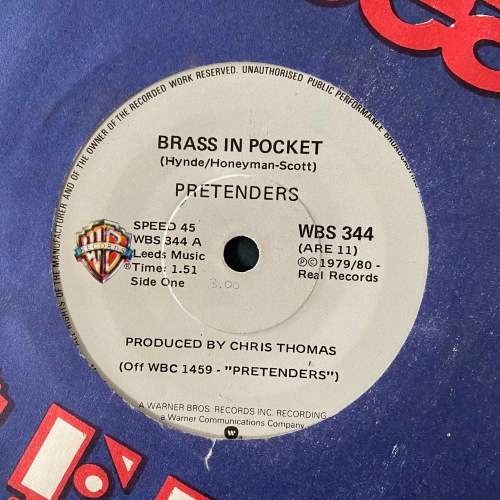 AND OF THE OWNER OF THE RECORDED WORK RESERVED. UNAUTHORISED PUBLIC PERFORMANCE BROADCASTING
ALL RIGHTS OF THE MANUFACTURER
BRASS IN POCKET
(Hynde/Honeyman-Scott)
PRETENDERS
SPEED 45
WBS 344 A
Leeds Music
Time: 1.51
Side One
WB
RECORDS
®
3.00
WBS 344
(ARE 11)
Ⓟ© 1979/80 -
Real Records
PRODUCED BY CHRIS THOMAS
(Off WBC 1459 - "PRETENDERS")
A WARNER BROS. RECORDS INC. RECORDING
a Warner Communications Company.